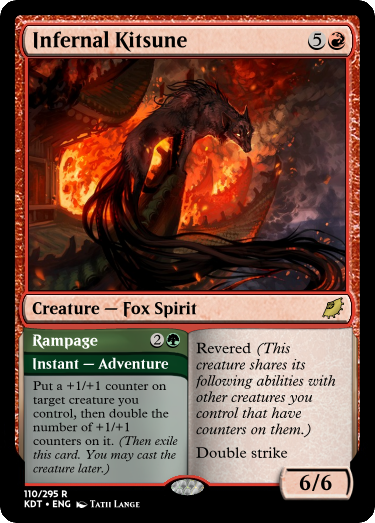 Infernal Kitsune 5
Creature — Fox Spirit
Rampage 2
Instant — Adventure
Put a +1/+1 counter on
target creature you
control, then double the
number of +1/+1
counters on it. (Then exile
this card. You may cast the
creature later.)
Revered (This
creature shares its
following abilities with
other creatures you
control that have
counters on them.)
Double strike
6/6
110/295 R
KDT • ENG Tatii Lange